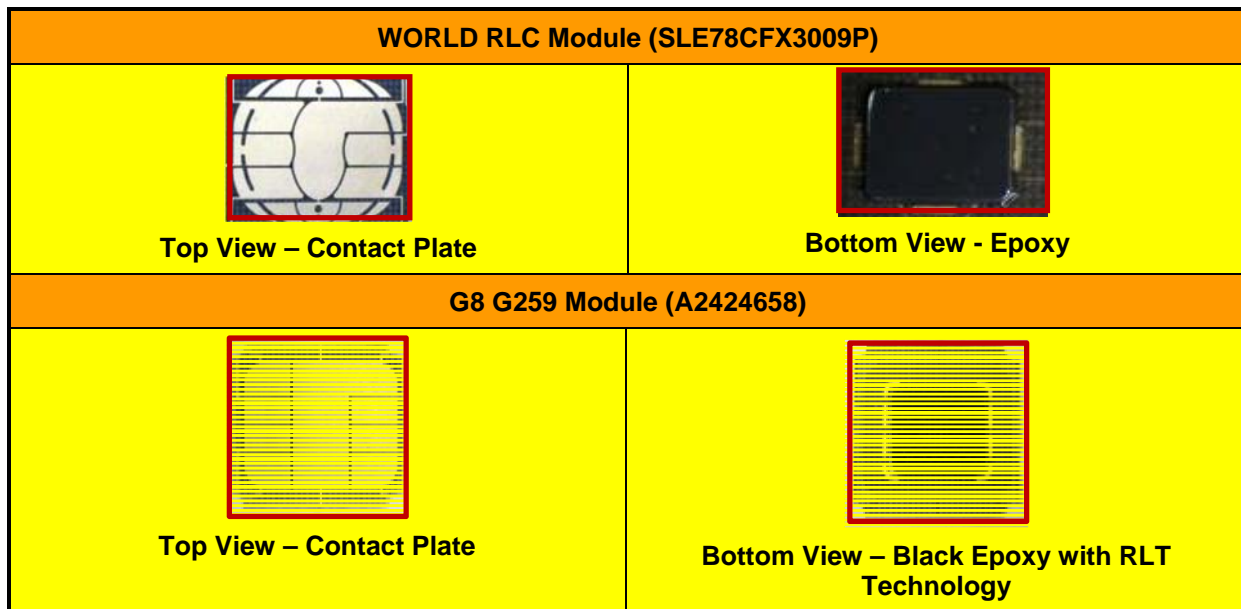 WORLD RLC Module (SLE78CFX3009P)
Top View – Contact Plate
Bottom View - Epoxy
G8 G259 Module (A2424658)
Top View – Contact Plate
Bottom View – Black Epoxy with RLT
Technology